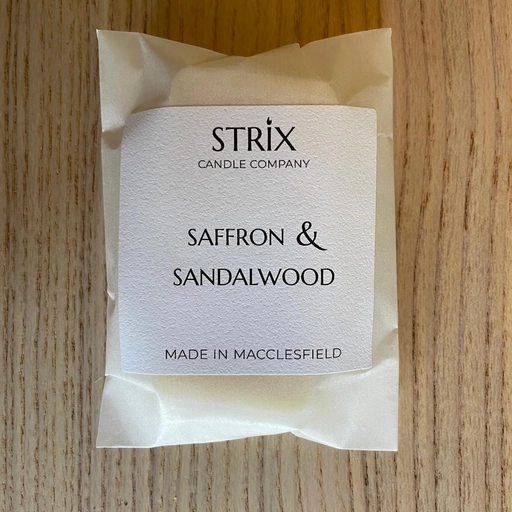 STRIX
CANDLE COMPANY
SAFFRON &
SANDALWOOD
MADE IN MACCLESFIELD